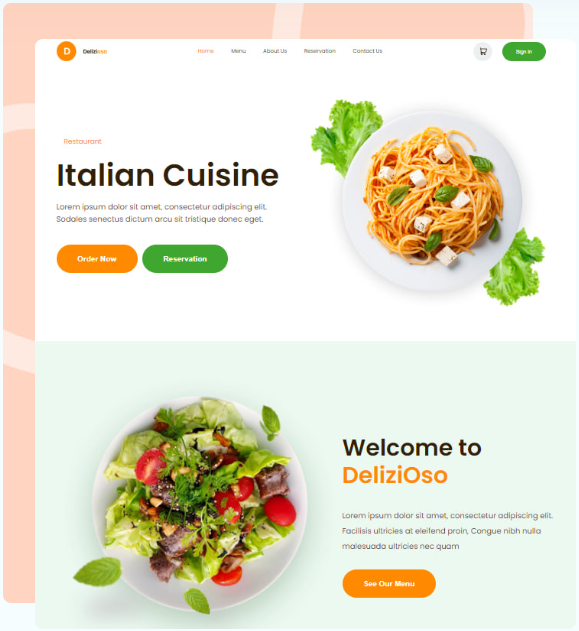 D
Delizioso
Home Menu About Us Reservation Contact Us
Sign In
Restaurant
Italian Cuisine
Lorem ipsum dolor sit amet, consectetur adipiscing elit.
Sodales senectus dictum arcu sit tristique donec eget.
Order Now Reservation
Welcome to
DeliziOso
Lorem ipsum dolor sit amet, consectetur adipiscing elit.
Facilisis ultricies at eleifend proin, Congue nibh nulla
malesuada ultricies nec quam
See Our Menu